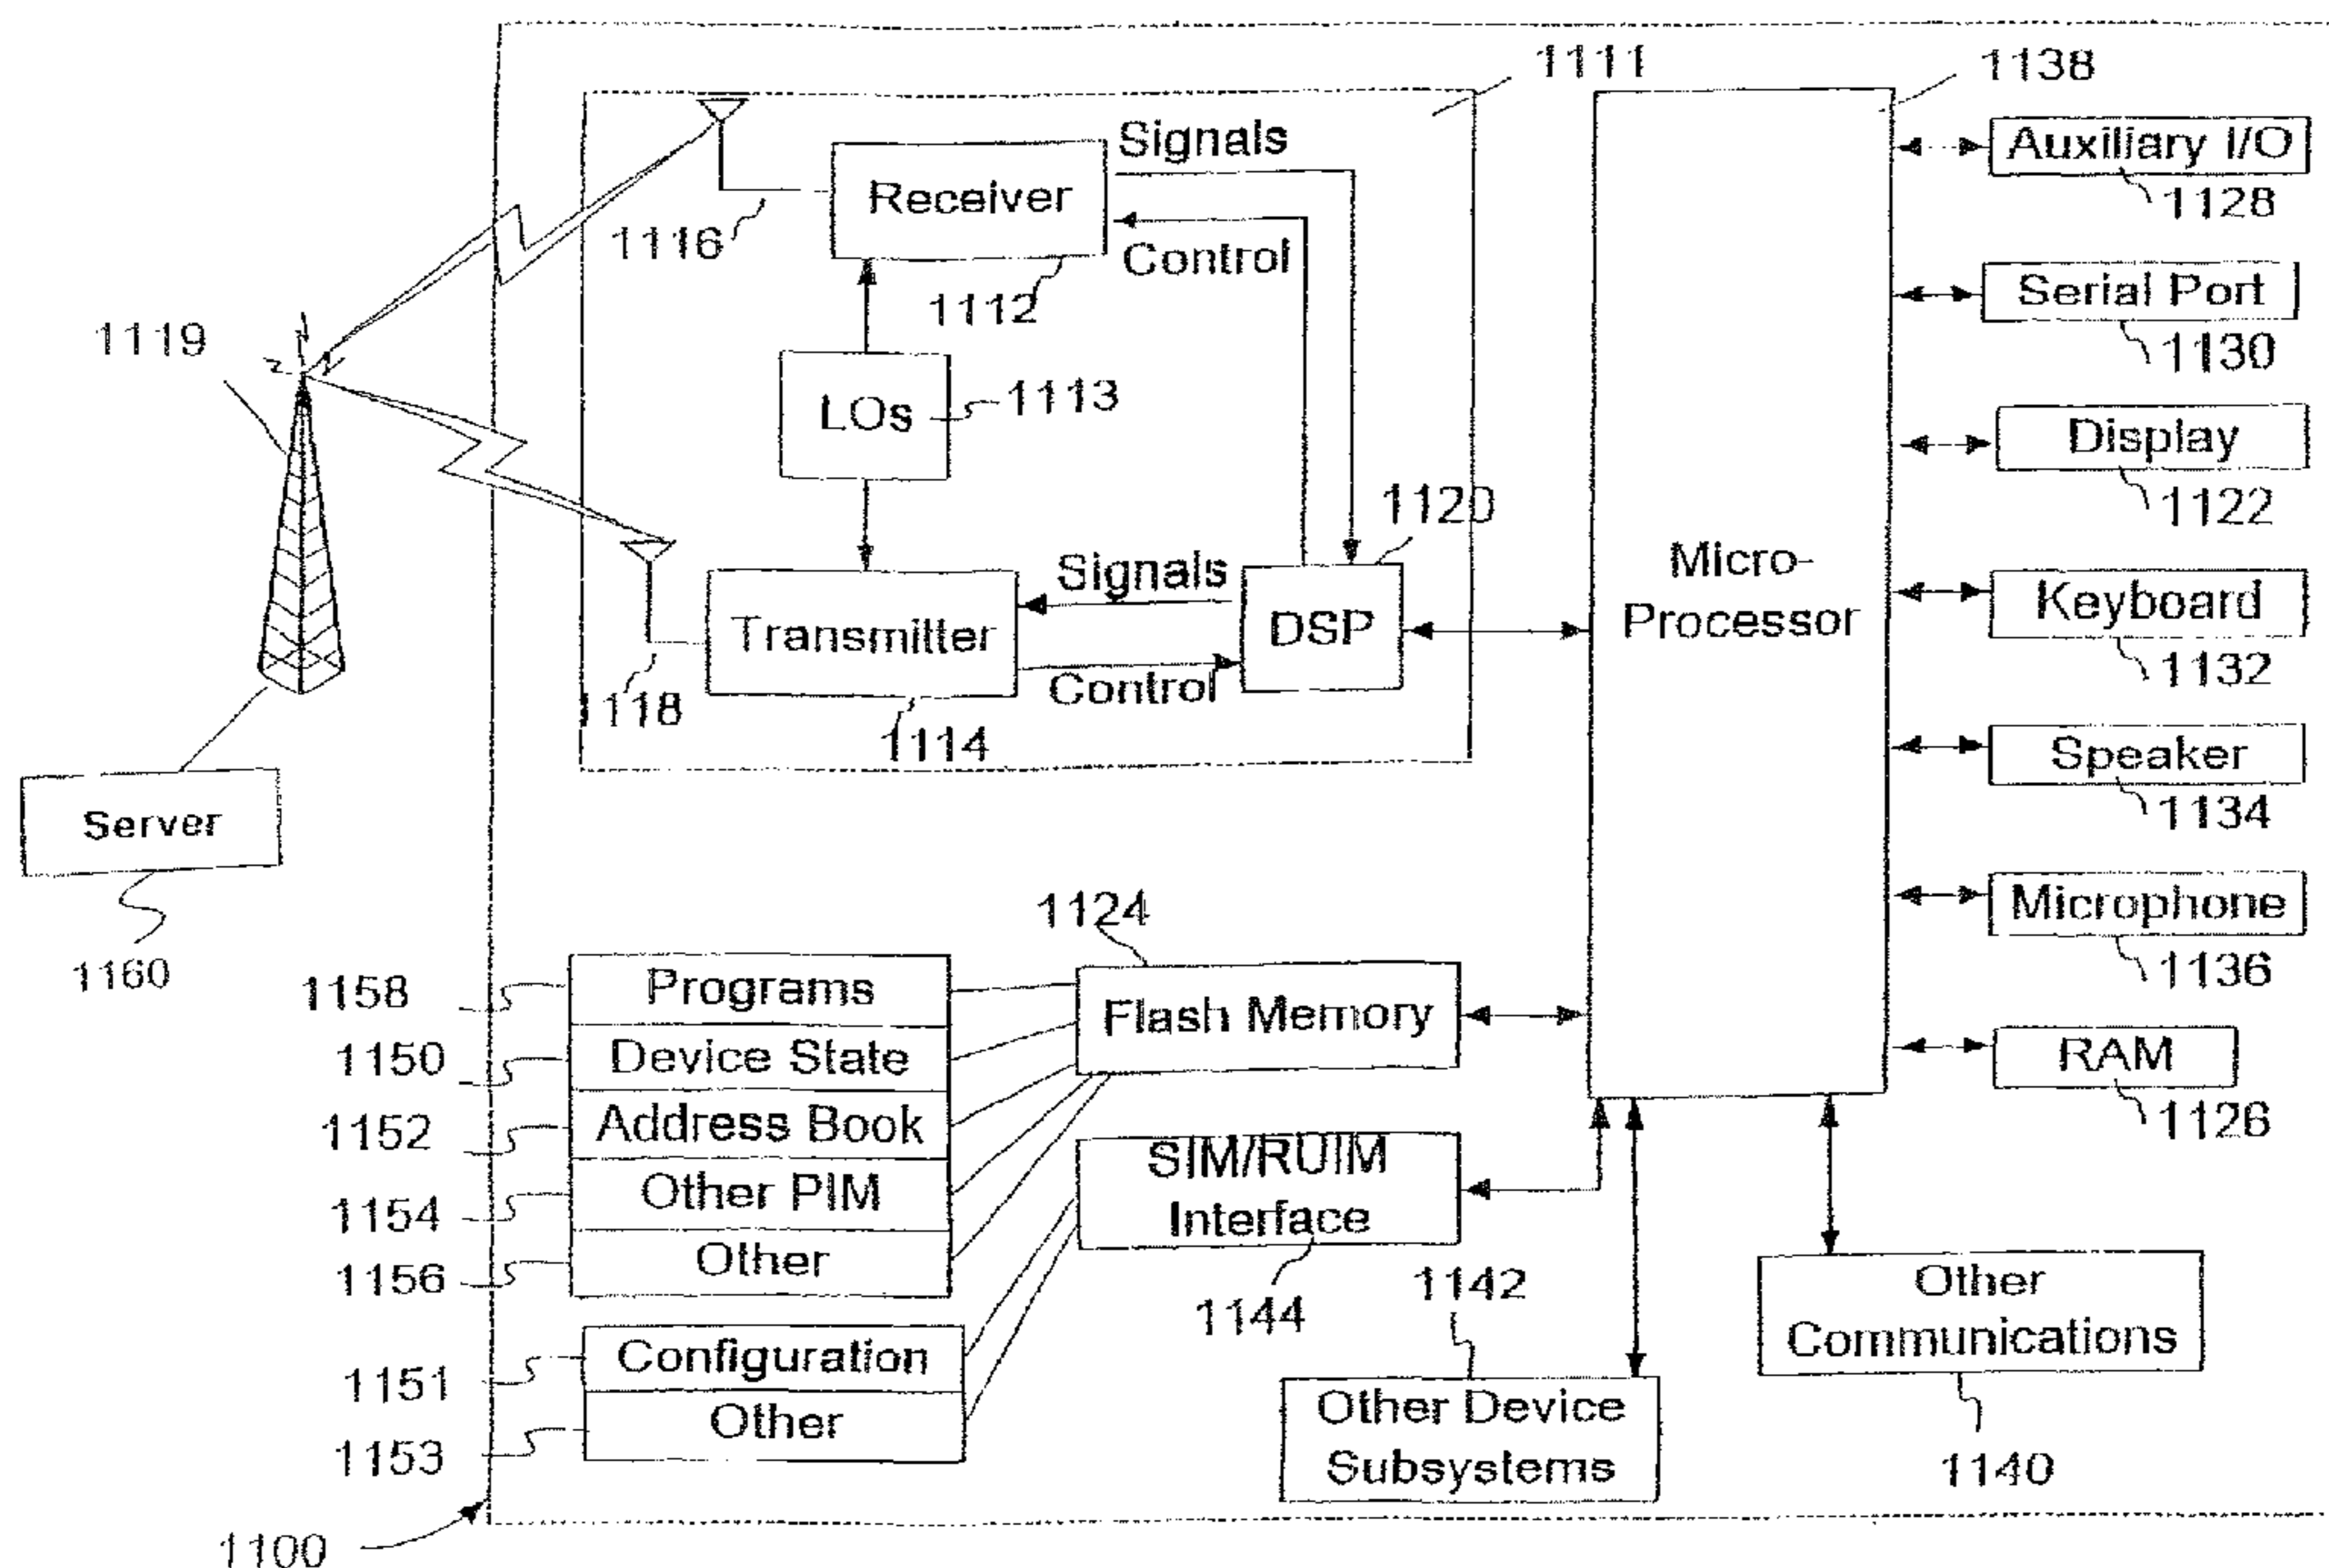 1111
1138
Signals
Receiver
Control
1116
1112
Auxiliary I/O
1128
Serial Port
1130
1119
LOs
1113
Display
1122
1120
Signals
Transmitter
DSP
Control
1118
1114
Micro-
Processor
Keyboard
1132
Speaker
1134
Server
1160
Microphone
1136
1124
1158
Programs
Flash Memory
1150
Device State
RAM
1126
1152
Address Book
1154
Other PIM
SIM/RUIM
Interface
1144
1156
Other
1142
Other
Communications
1140
1151
Configuration
1153
Other
Other Device
Subsystems
1100